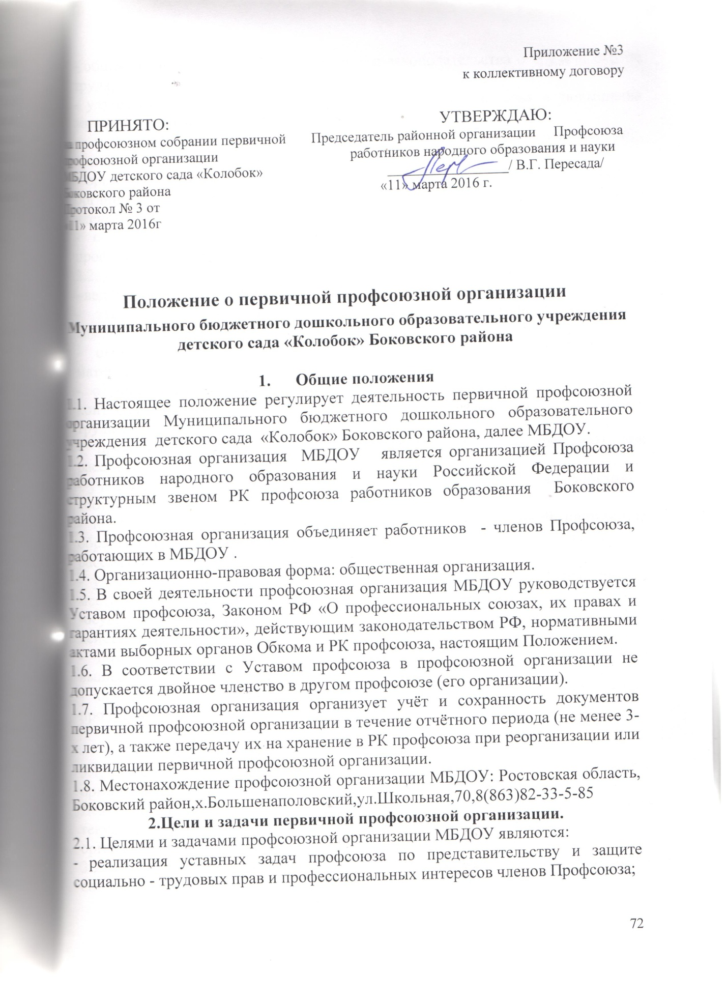 Приложение №3
к коллективному договору
ПРИНЯТО:
на профсоюзном собрании первичной
профсоюзной организации
МБДОУ детского сада «Колобок»
Боковского района
Протокол № 3 от
«11» марта 2016г
УТВЕРЖДАЮ:
Председатель районной организации Профсоюза
работников народного образования и науки
/ В.Г. Пересада/
«11» марта 2016 г.
Положение о первичной профсоюзной организации
Муниципального бюджетного дошкольного образовательного учреждения
детского сада «Колобок» Боковского района
1. Общие положения
1.1. Настоящее положение регулирует деятельность первичной профсоюзной
организации Муниципального бюджетного дошкольного образовательного
учреждения детского сада «Колобок» Боковского района, далее МБДОУ.
1.2. Профсоюзная организация МБДОУ является организацией Профсоюза
работников народного образования и науки Российской Федерации и
структурным звеном РК профсоюза работников образования Боковского
района.
1.3. Профсоюзная организация объединяет работников - членов Профсоюза,
работающих в МБДОУ .
1.4. Организационно-правовая форма: общественная организация.
1.5. В своей деятельности профсоюзная организация МБДОУ руководствуется
Уставом профсоюза, Законом РФ «О профессиональных союзах, их правах и
гарантиях деятельности», действующим законодательством РФ, нормативными
актами выборных органов Обкома и РК профсоюза, настоящим Положением.
1.6. В соответствии с Уставом профсоюза в профсоюзной организации не
допускается двойное членство в другом профсоюзе (его организации).
1.7. Профсоюзная организация организует учёт и сохранность документов
первичной профсоюзной организации в течение отчётного периода (не менее 3-
х лет), а также передачу их на хранение в РК профсоюза при реорганизации или
ликвидации первичной профсоюзной организации.
1.8. Местонахождение профсоюзной организации МБДОУ: Ростовская область,
Боковский район,х.Большенаполовский,ул.Школьная,70,8(863)82-33-5-85
2.Цели и задачи первичной профсоюзной организации.
2.1. Целями и задачами профсоюзной организации МБДОУ являются:
- реализация уставных задач профсоюза по представительству и защите
социально - трудовых прав и профессиональных интересов членов Профсоюза;
72